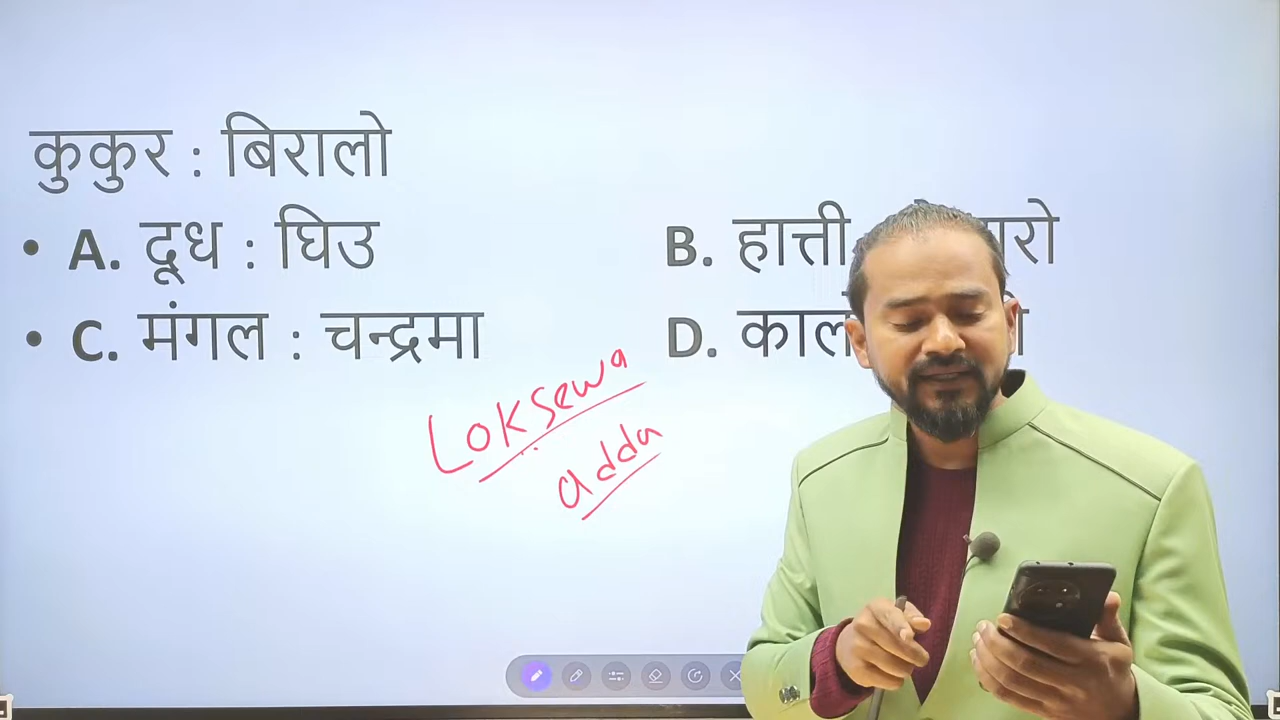 कुकुर : बिरालो
• A. दूध : घिउ
B. हात्ती
• C. मंगल : चन्द्रमा
D.
Loksewa
adda